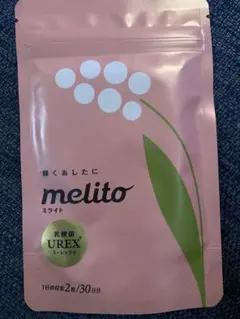 輝くあしたに
melito
ミライト
乳酸菌
UREX
ユーレックス
1日目安量2粒/30日分